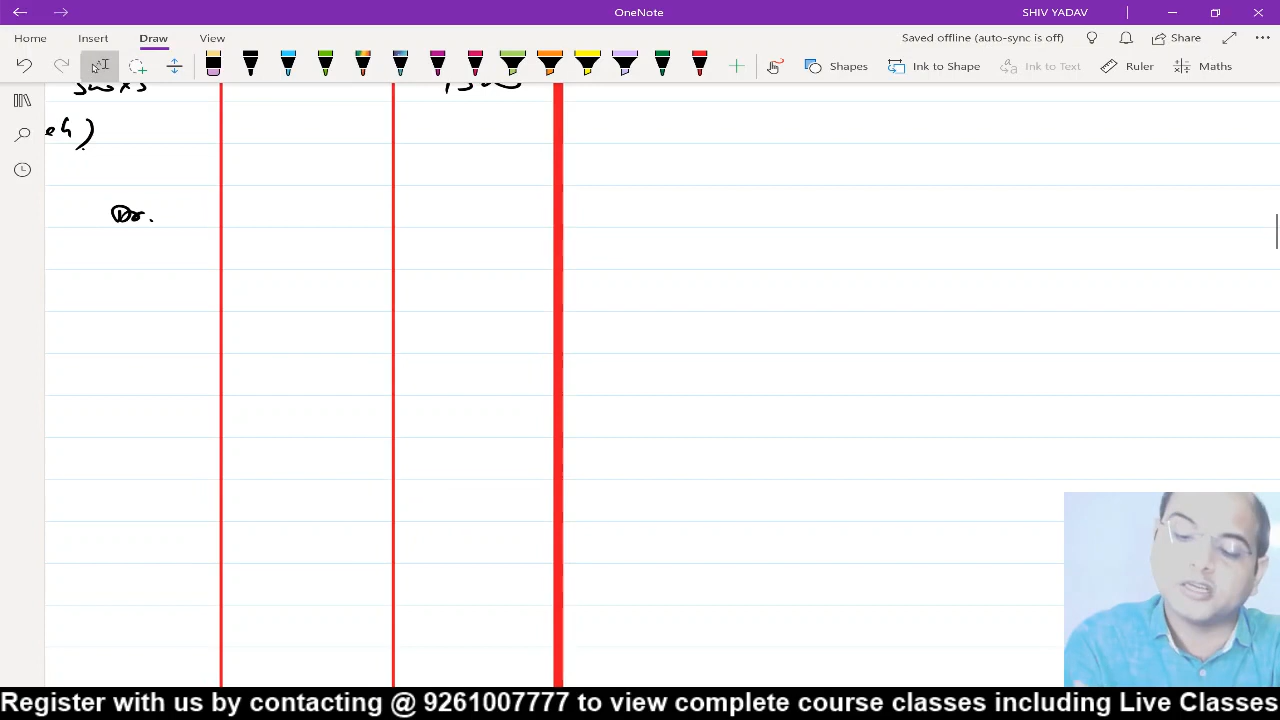 OneNote
SHIV YADAV
Home Insert Draw View
Saved offline (auto-sync is off)
Share
Shapes
Ink to Shape
Ink to Text
Ruler
Maths
Dr.
Register with us by contacting @ 9261007777 to view complete course classes including Live Classes